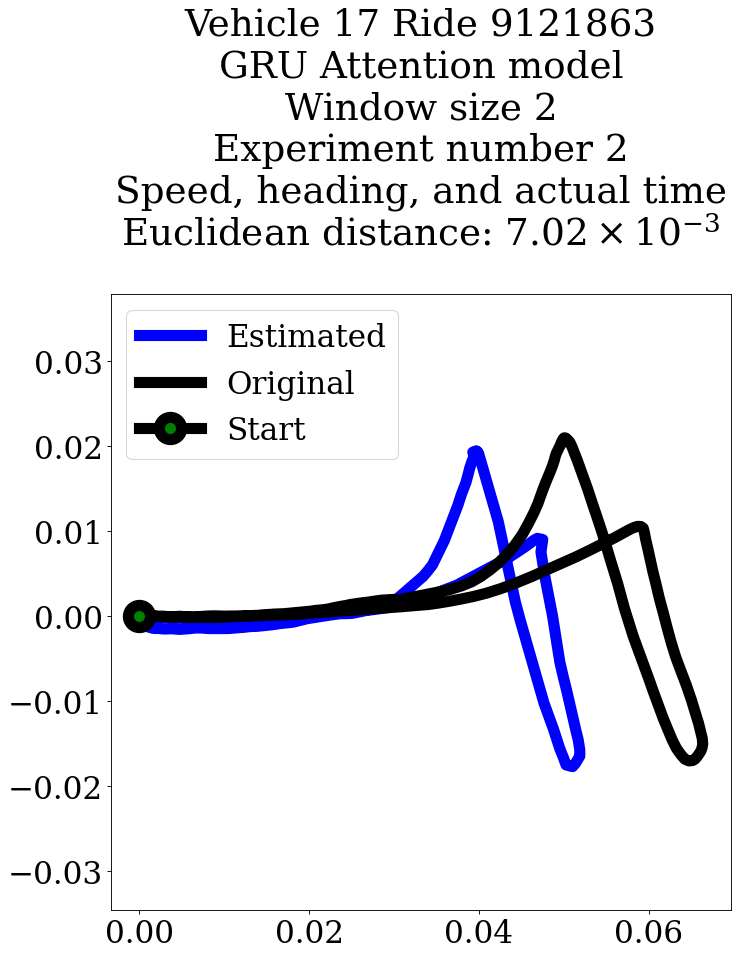 Vehicle 17 Ride 9121863
GRU Attention model
Window size 2
Experiment number 2
Speed, heading, and actual time
Euclidean distance: 7.02 × 10⁻³
Estimated
Original
Start
0.03
0.02
0.01
0.00
−0.01
−0.02
−0.03
0.00 0.02 0.04 0.06